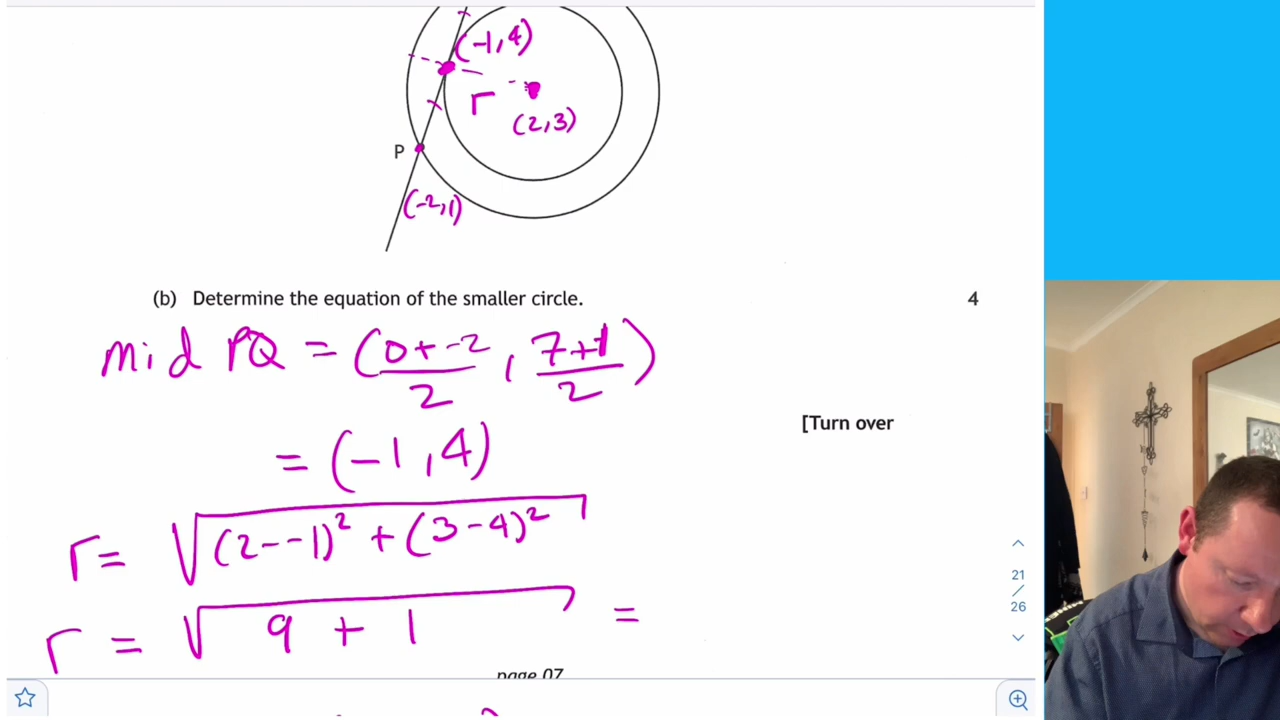 (-1,4)
r
(2,3)
P
(-2,1)
(b) Determine the equation of the smaller circle. 4
mid PQ = (0+-2/2 , 7+1/2)
[Turn over
= (-1,4)
r = √(2--1)² + (3-4)²
21
/
26
r = √9 + 1 =
page 07